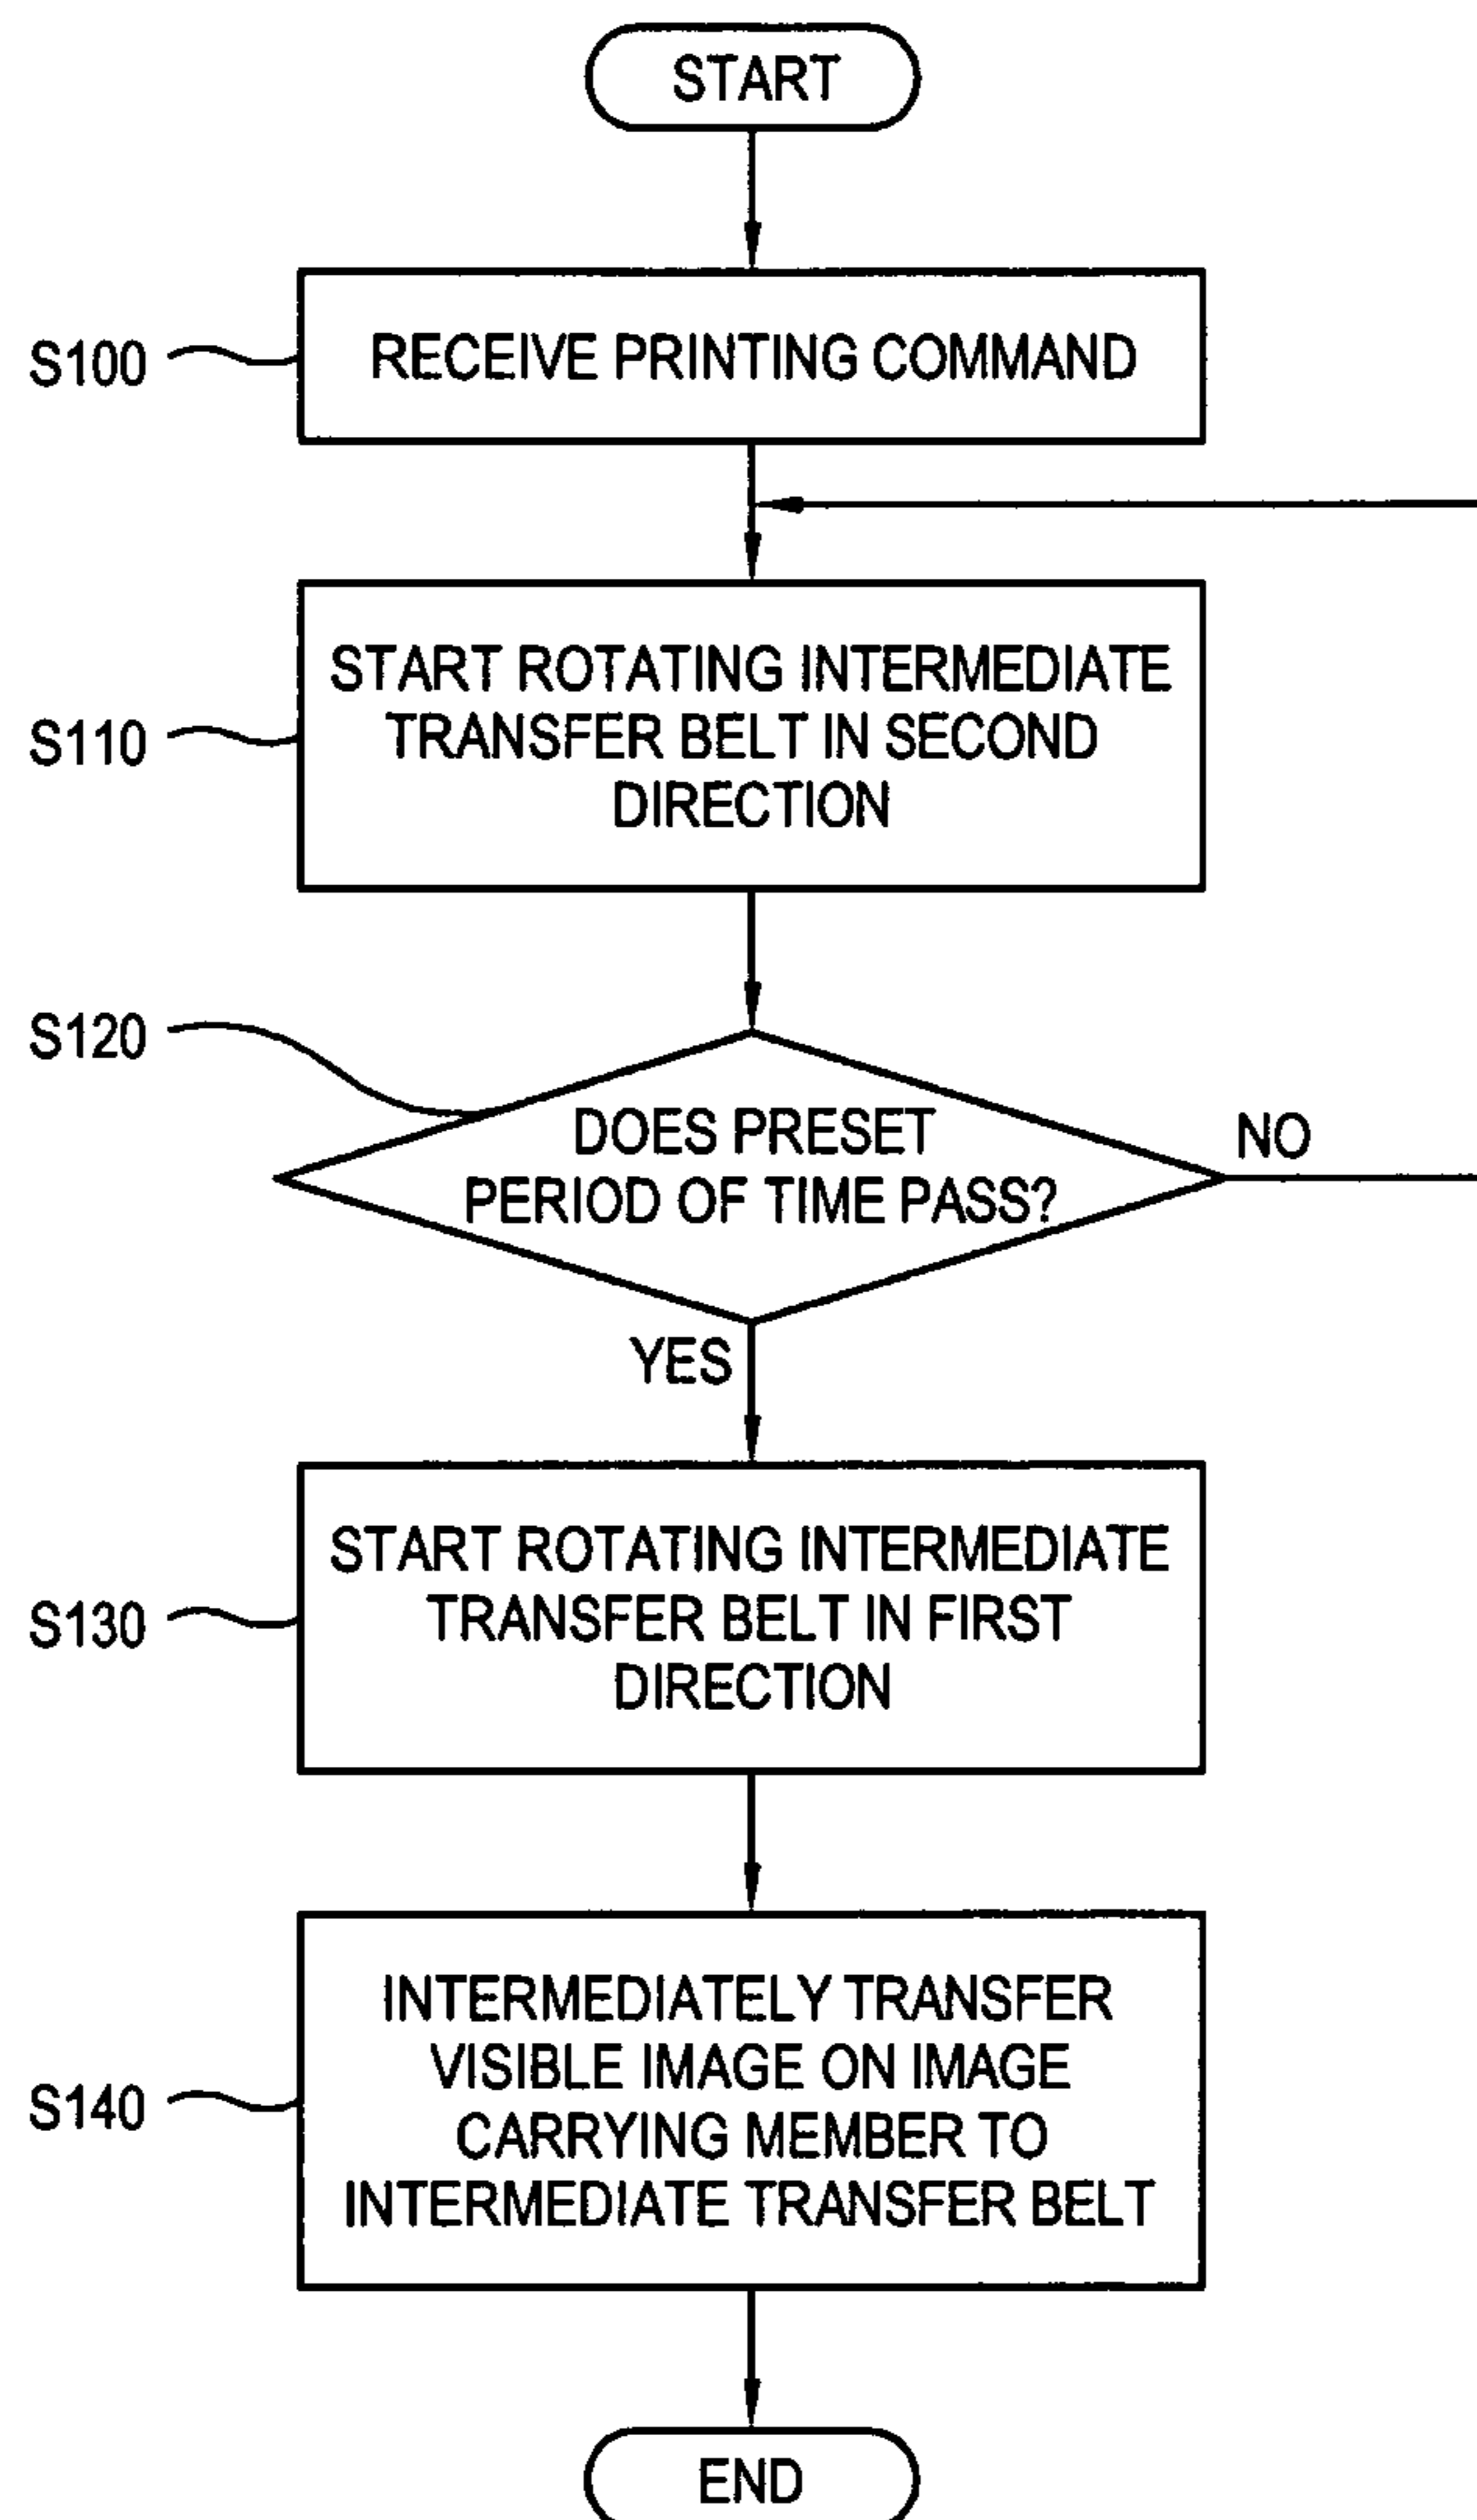 START
S100
RECEIVE PRINTING COMMAND
S110
START ROTATING INTERMEDIATE
TRANSFER BELT IN SECOND
DIRECTION
S120
DOES PRESET
PERIOD OF TIME PASS?
NO
YES
S130
START ROTATING INTERMEDIATE
TRANSFER BELT IN FIRST
DIRECTION
S140
INTERMEDIATELY TRANSFER
VISIBLE IMAGE ON IMAGE
CARRYING MEMBER TO
INTERMEDIATE TRANSFER BELT
END